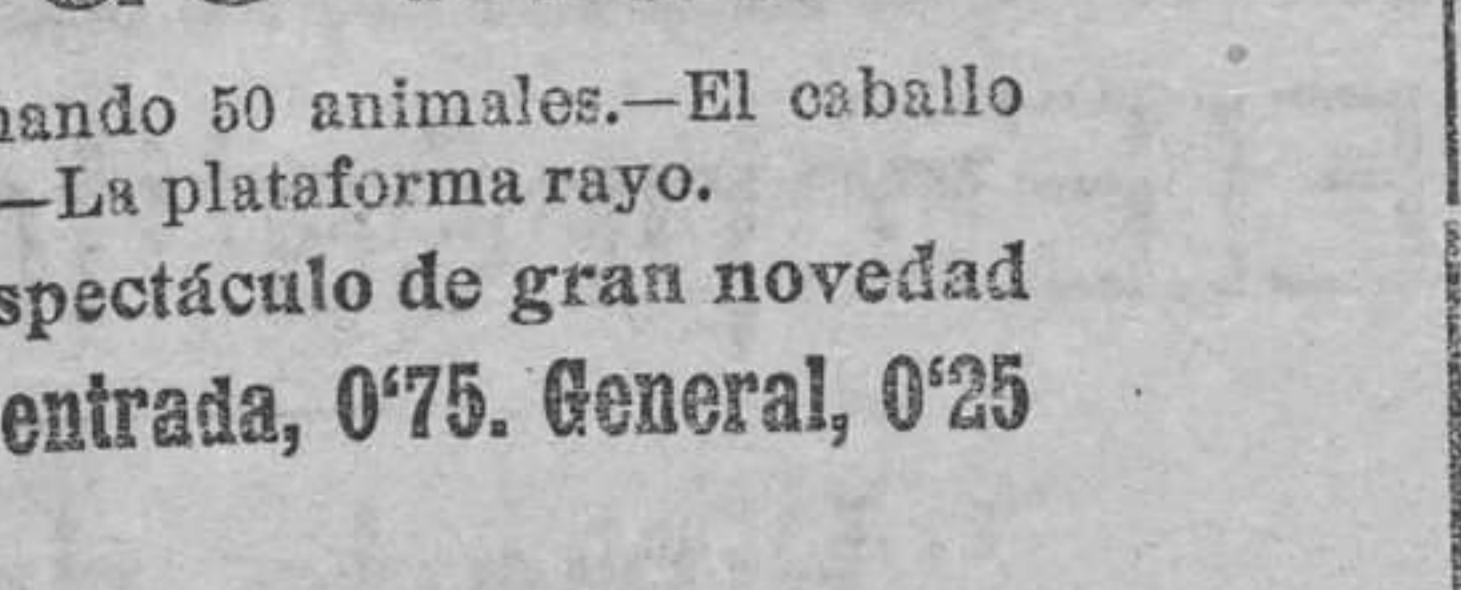 nando 50 animales.—El caballo
—La plataforma rayo.
spectáculo de gran novedad
entrada, 0‘75. General, 0‘25